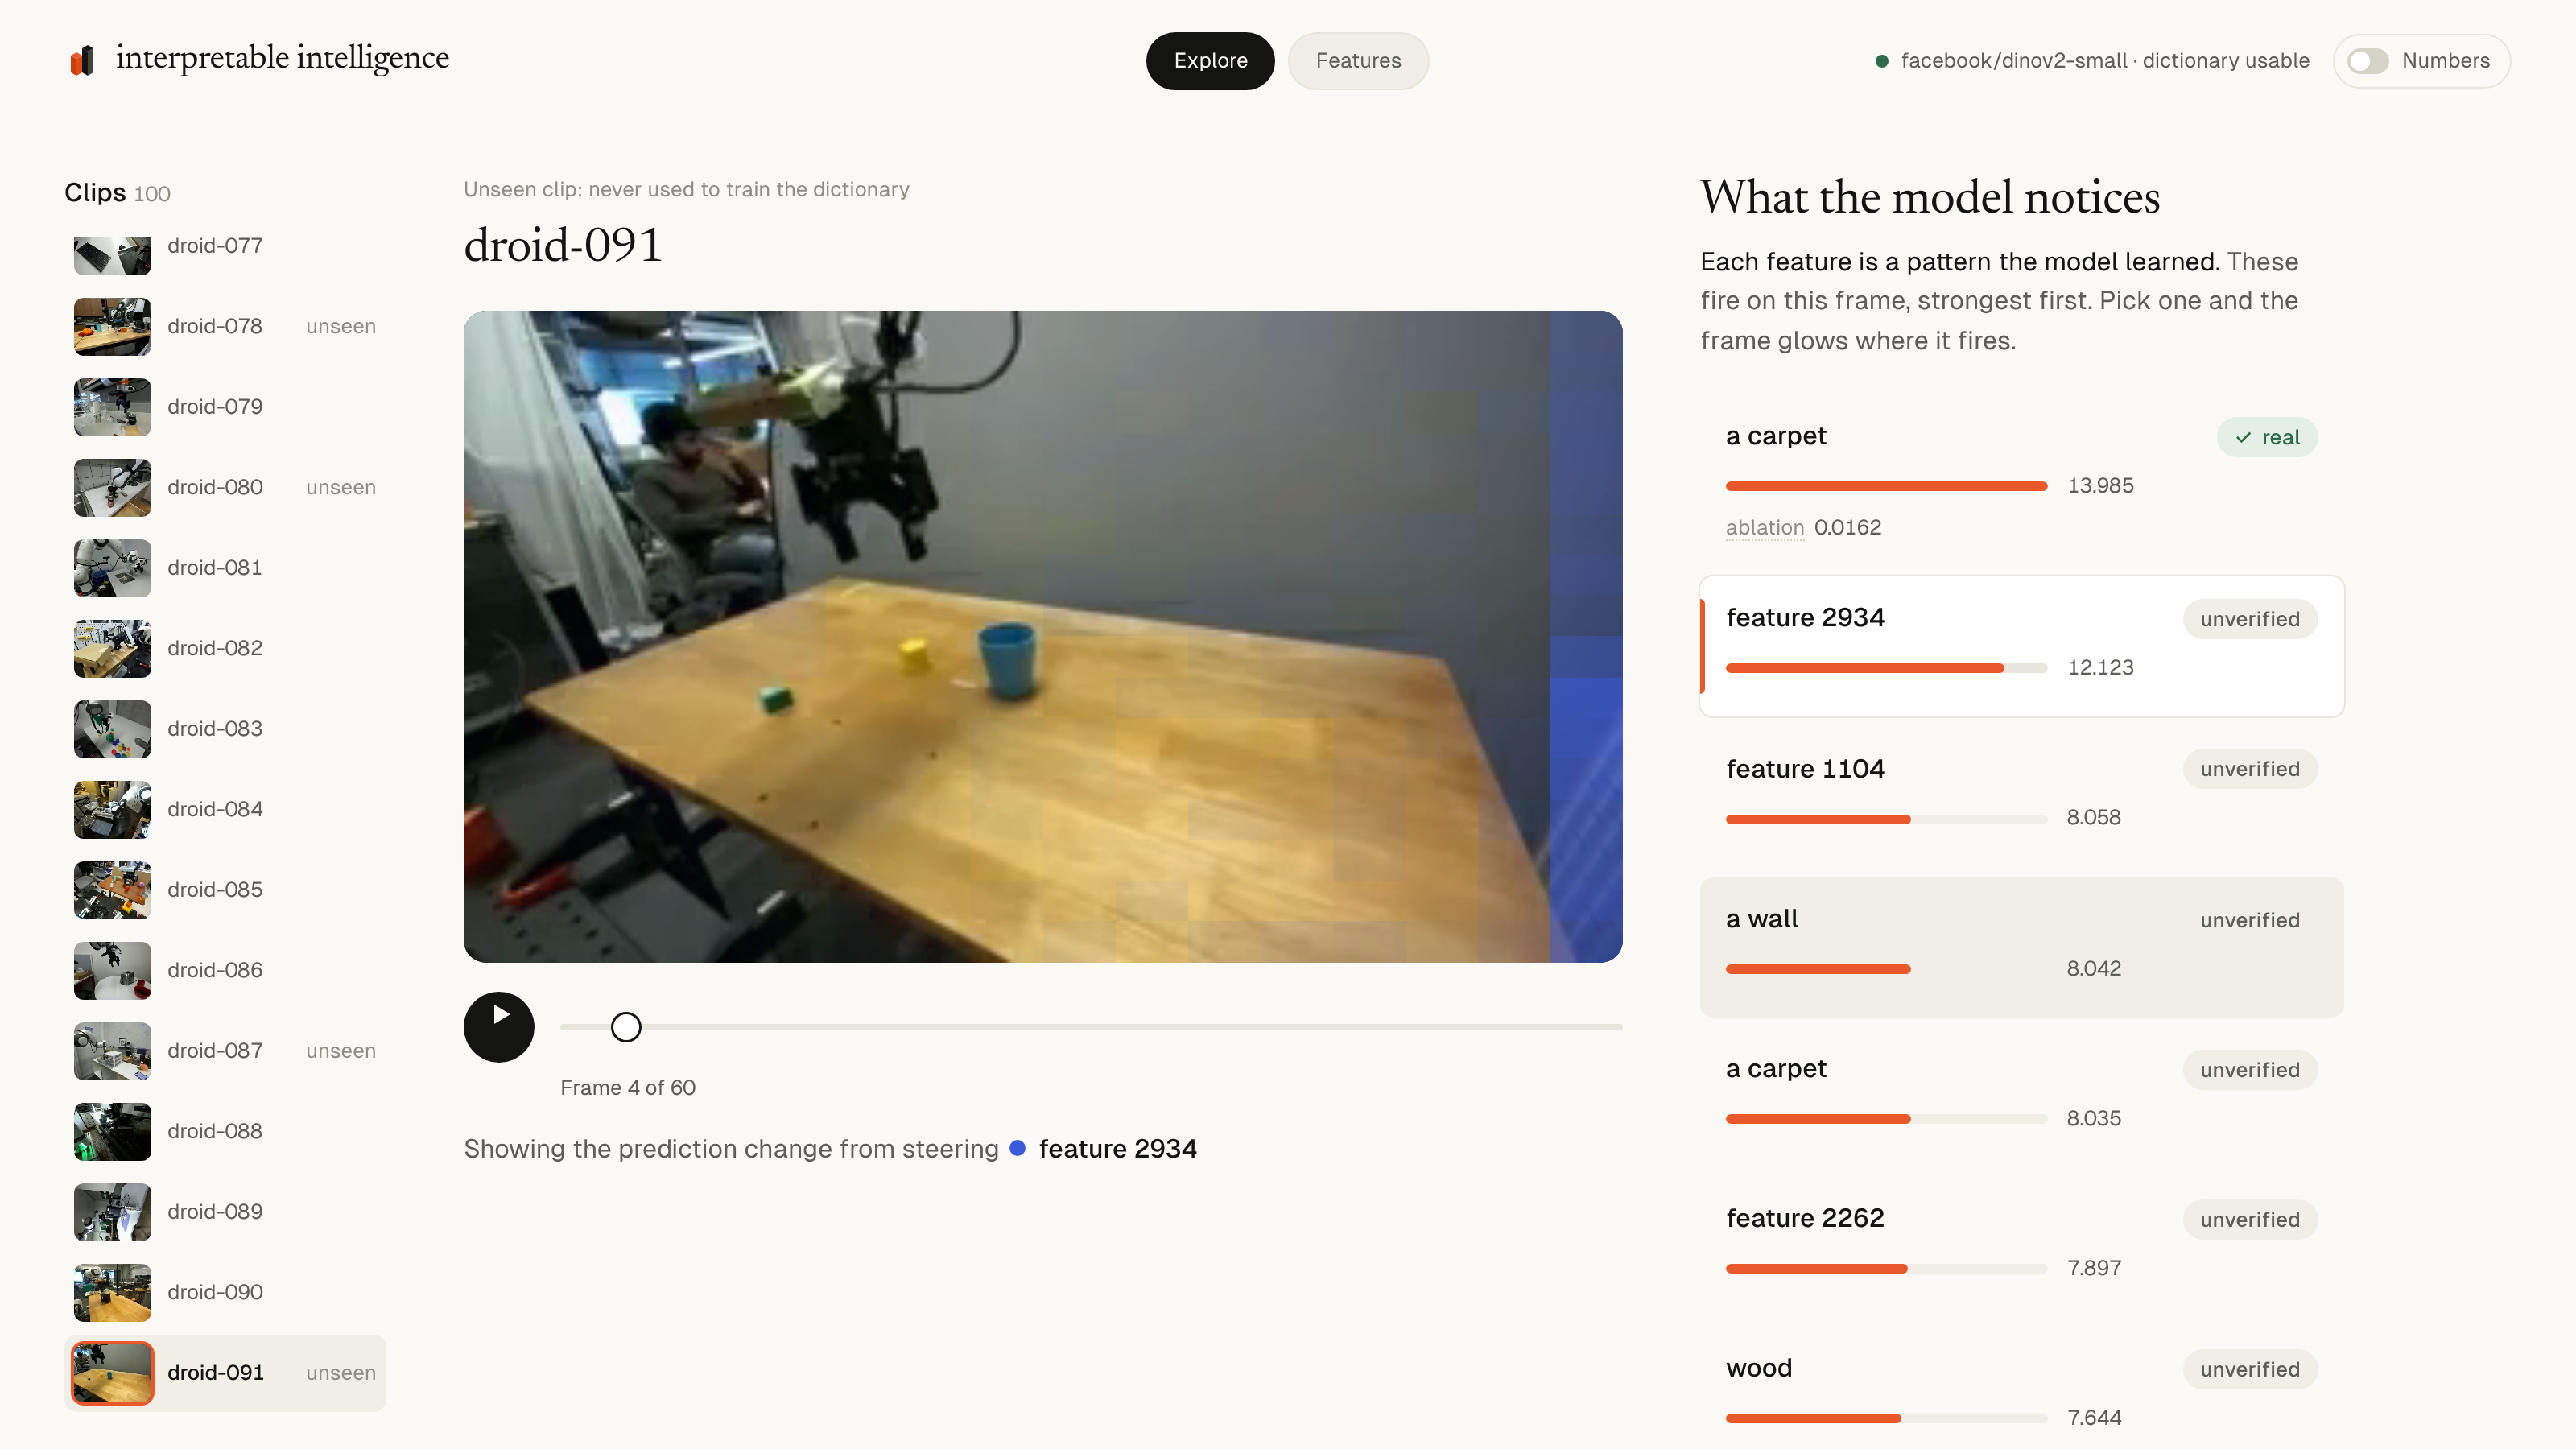 interpretable intelligence
Explore
Features
facebook/dinov2-small · dictionary usable
Numbers
Clips 100
droid-077
droid-078 unseen
droid-079
droid-080 unseen
droid-081
droid-082
droid-083
droid-084
droid-085
droid-086
droid-087 unseen
droid-088
droid-089
droid-090
droid-091 unseen
Unseen clip: never used to train the dictionary
droid-091
Frame 4 of 60
Showing the prediction change from steering feature 2934
What the model notices
Each feature is a pattern the model learned. These
fire on this frame, strongest first. Pick one and the
frame glows where it fires.
a carpet
real
13.985
ablation 0.0162
feature 2934
unverified
12.123
feature 1104
unverified
8.058
a wall
unverified
8.042
a carpet
unverified
8.035
feature 2262
unverified
7.897
wood
unverified
7.644